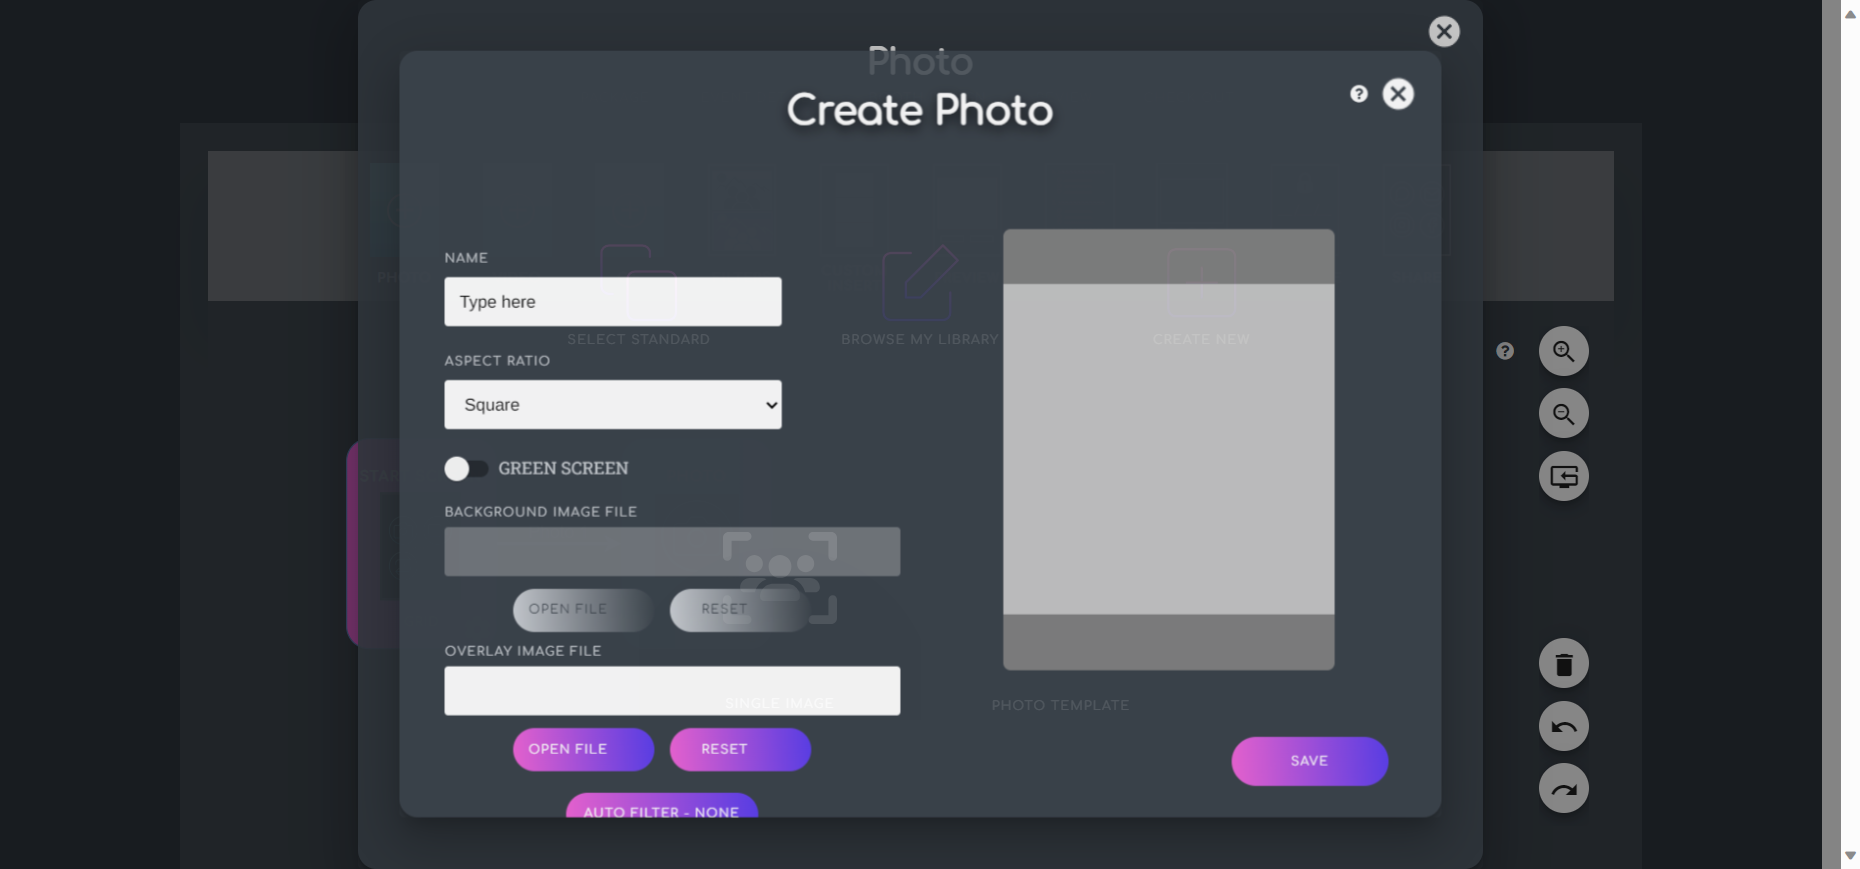 Photo
Create Photo
NAME
Type here
SELECT STANDARD
BROWSE MY LIBRARY
CREATE NEW
ASPECT RATIO
Square
GREEN SCREEN
BACKGROUND IMAGE FILE
OPEN FILE
RESET
OVERLAY IMAGE FILE
SINGLE IMAGE
PHOTO TEMPLATE
OPEN FILE
RESET
SAVE
AUTO FILTER - NONE